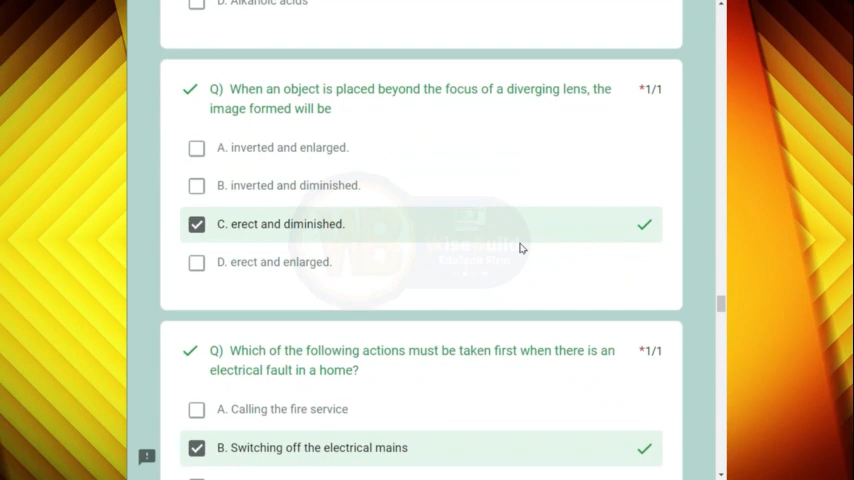 D. Alkanoic acids
Q) When an object is placed beyond the focus of a diverging lens, the
*1/1
image formed will be
A. inverted and enlarged.
B. inverted and diminished.
C. erect and diminished.
D. erect and enlarged.
Q) Which of the following actions must be taken first when there is an
*1/1
electrical fault in a home?
A. Calling the fire service
B. Switching off the electrical mains